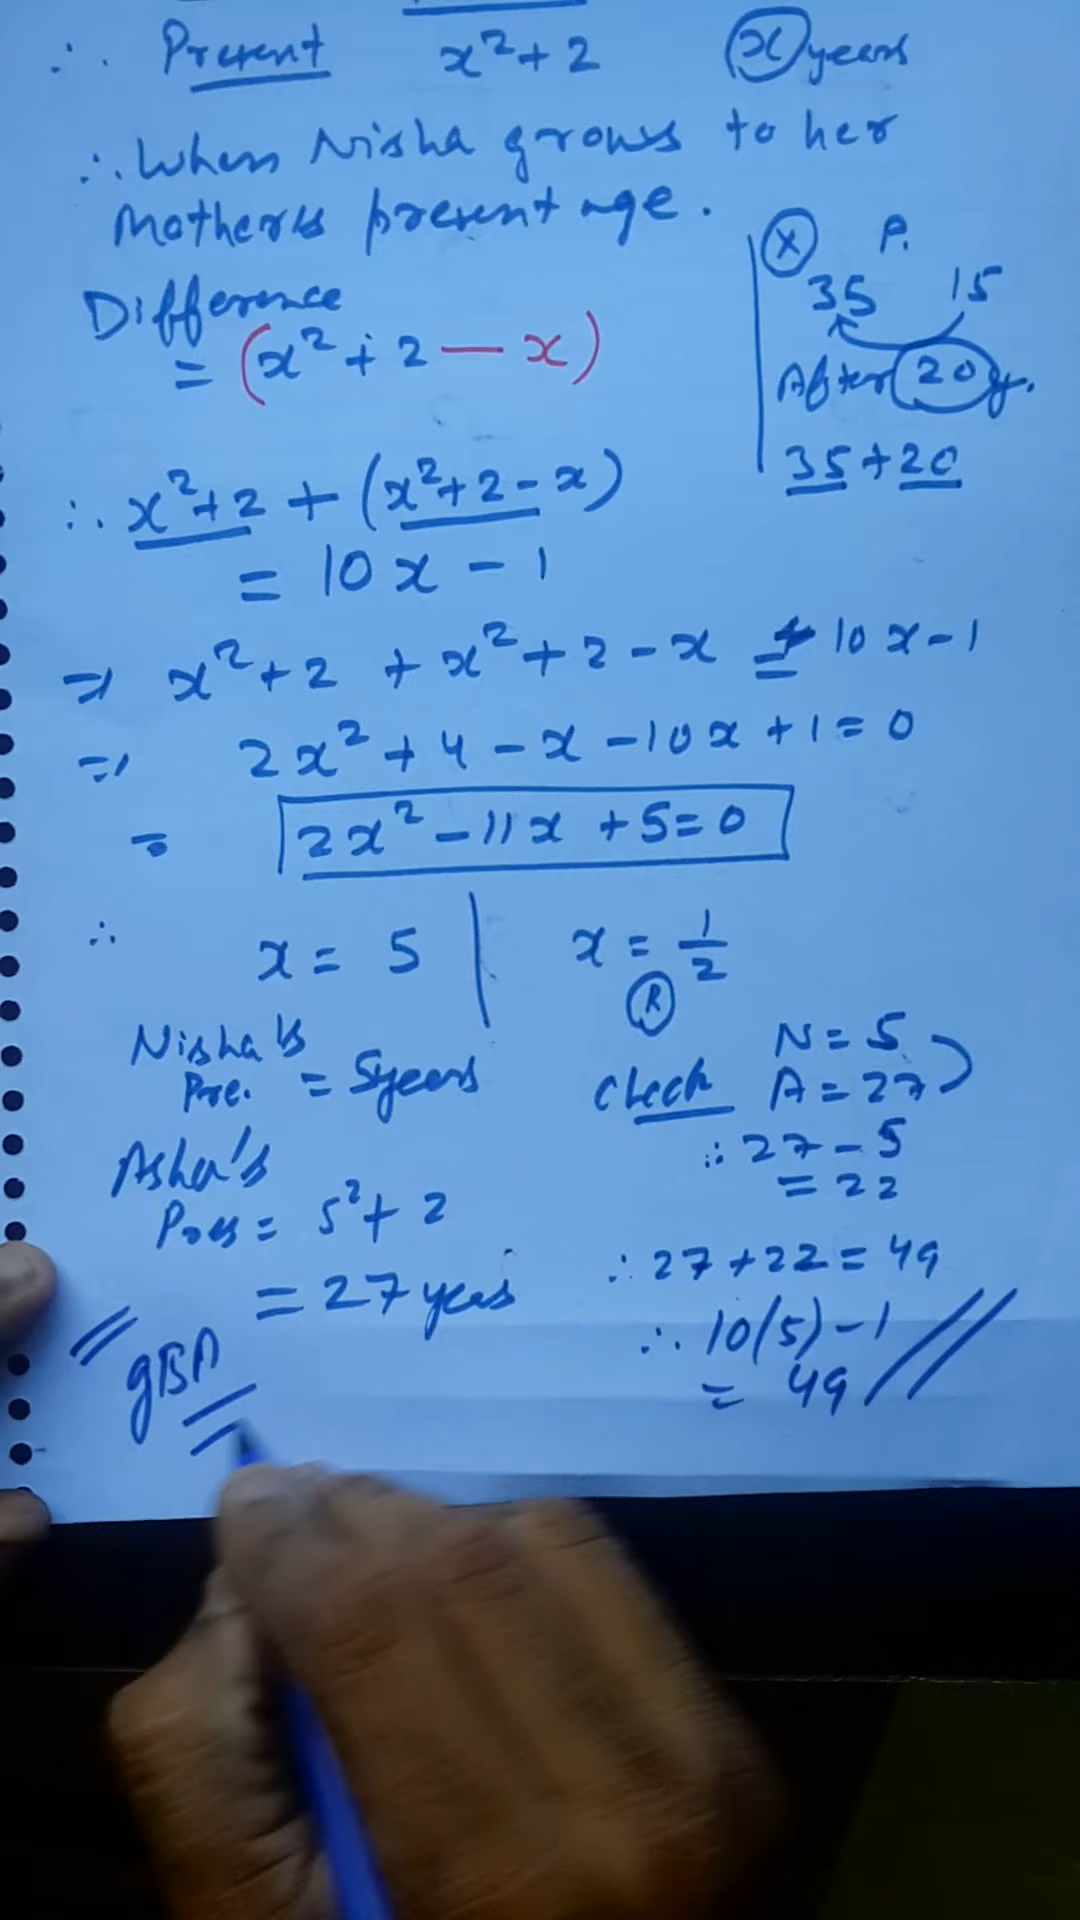 ∴ Present x²+2 x years
∴ When Nisha grows to her
Mother's present age.
Difference
= (x²+2 — x)
X P.
35 15
After 20 y.
35+20
∴ x²+2 + (x²+2-x)
= 10x - 1
⇒ x²+2 + x²+2-x = 10x-1
⇒ 2x²+4-x-10x+1=0
= 2x²-11x+5=0
∴ x = 5 | x = 1/2
R
Nisha's
Pre. = 5years
Asha's
Pres = 5²+2
= 27 years
Check N = 5
A = 27
∴ 27-5
= 22
∴ 27+22=49
∴ 10(5)-1
= 49
GBA